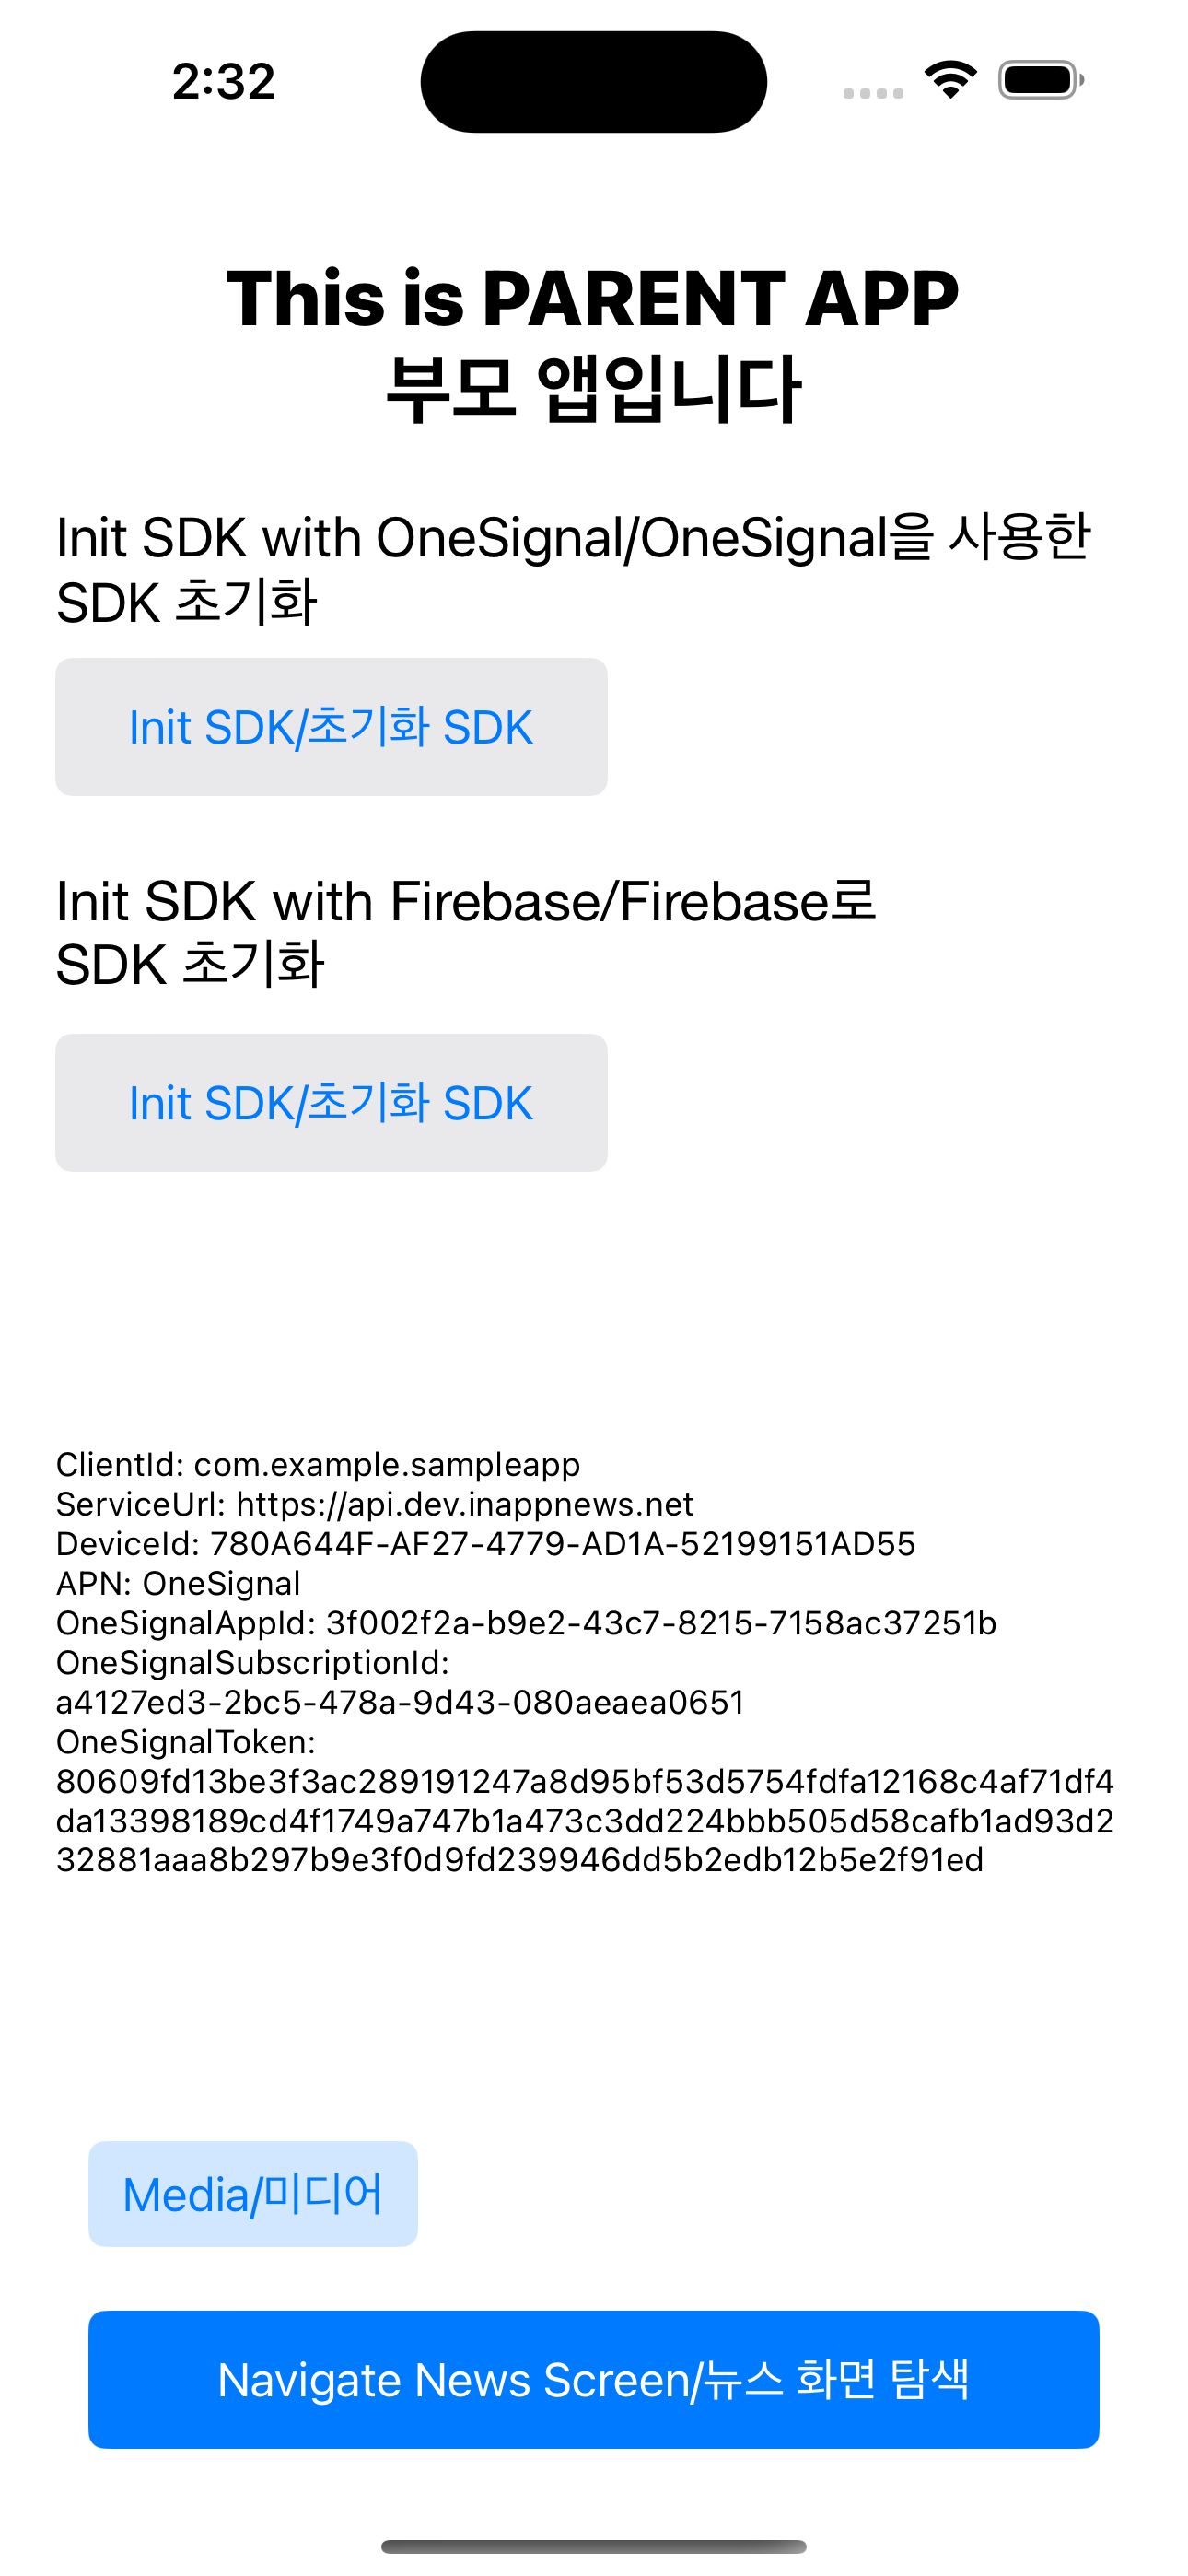 2:32
This is PARENT APP
부모 앱입니다
Init SDK with OneSignal/OneSignal을 사용한
SDK 초기화
Init SDK/초기화 SDK
Init SDK with Firebase/Firebase로
SDK 초기화
Init SDK/초기화 SDK
ClientId: com.example.sampleapp
ServiceUrl: https://api.dev.inappnews.net
DeviceId: 780A644F-AF27-4779-AD1A-52199151AD55
APN: OneSignal
OneSignalAppId: 3f002f2a-b9e2-43c7-8215-7158ac37251b
OneSignalSubscriptionId:
a4127ed3-2bc5-478a-9d43-080aeaea0651
OneSignalToken:
80609fd13be3f3ac289191247a8d95bf53d5754fdfa12168c4af71df4
da13398189cd4f1749a747b1a473c3dd224bbb505d58cafb1ad93d2
32881aaa8b297b9e3f0d9fd239946dd5b2edb12b5e2f91ed
Media/미디어
Navigate News Screen/뉴스 화면 탐색